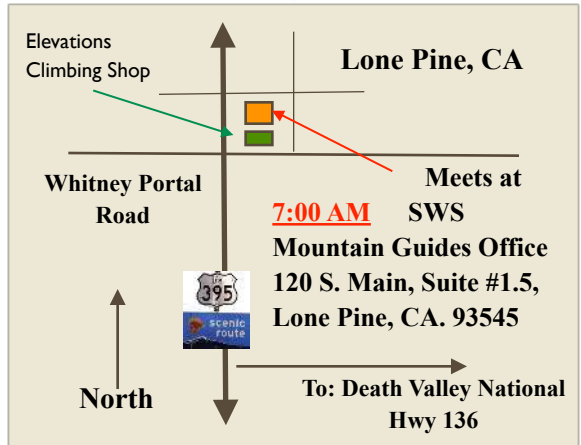 Elevations
Climbing Shop
Lone Pine, CA
Whitney Portal
Road
Meets at
7:00 AM SWS
Mountain Guides Office
120 S. Main, Suite #1.5,
Lone Pine, CA. 93545
395
scenic
route
North
To: Death Valley National
Hwy 136